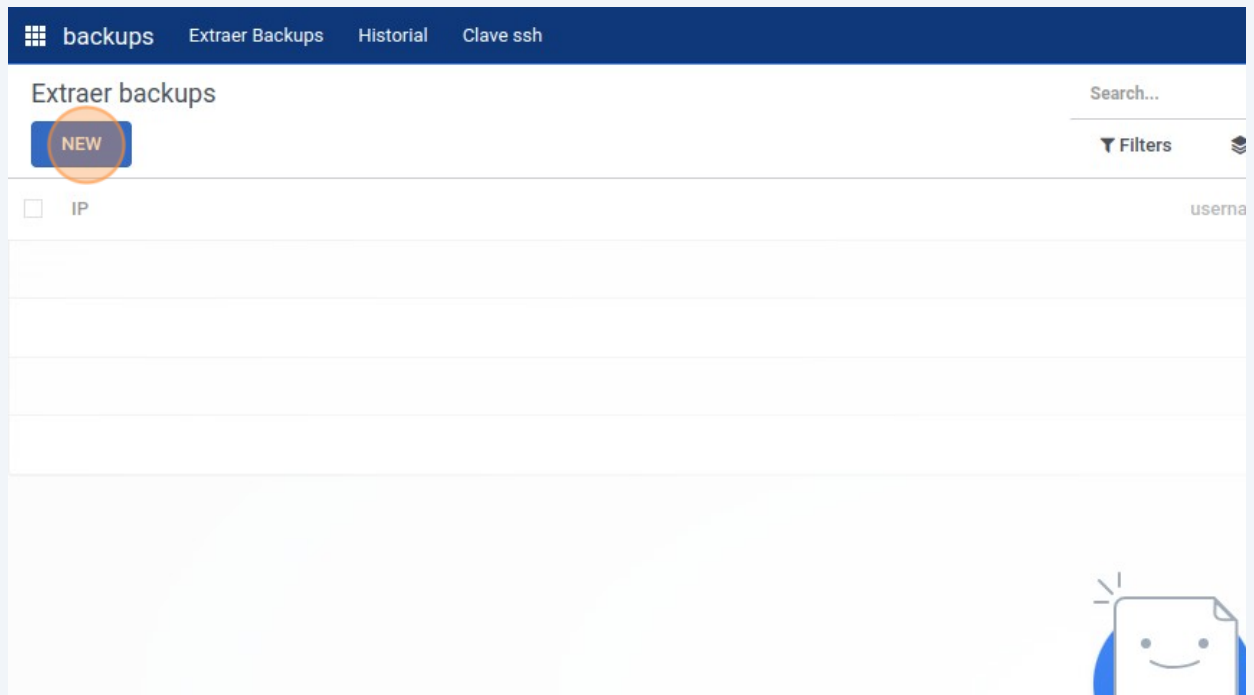 backups Extraer Backups Historial Clave ssh
Extraer backups
Search...
NEW
Filters
IP userna